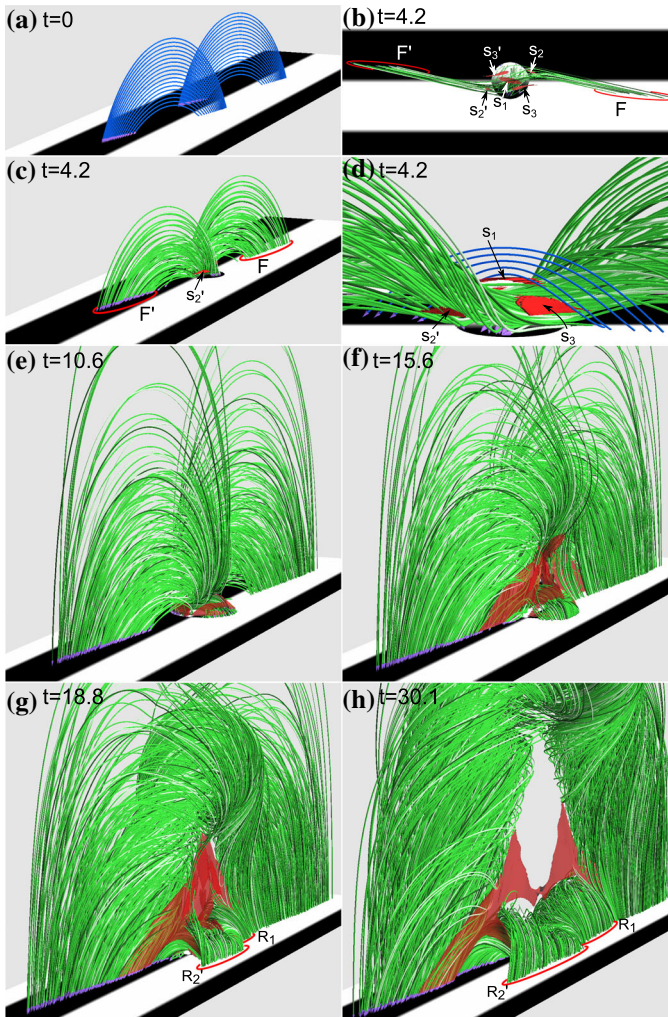 (a) t=0
(b) t=4.2
F'
s3'
s2
s2'
s1
s3
F
(c) t=4.2
F
s2'
F'
(d) t=4.2
s1
s2'
s3
(e) t=10.6
(f) t=15.6
(g) t=18.8
R1
R2
(h) t=30.1
R1
R2